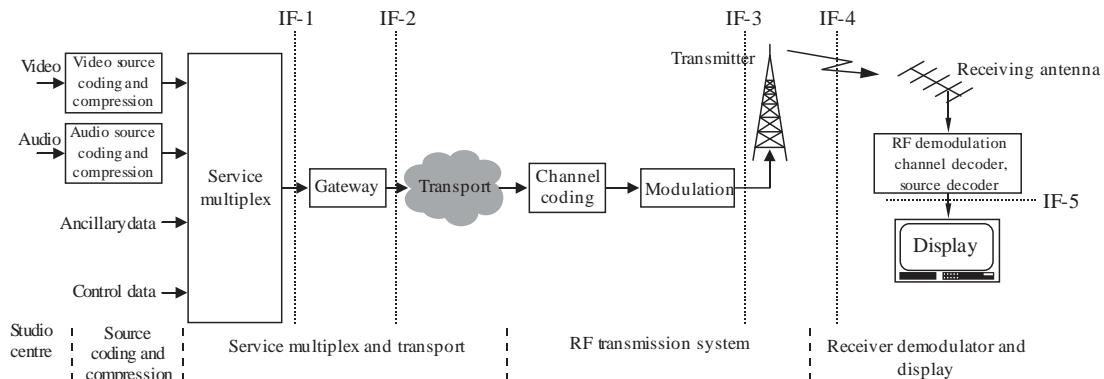 IF-1
IF-2
IF-3
IF-4
Video
Video source
coding and
compression
Audio
Audio source
coding and
compression
Ancillary data
Control data
Service
multiplex
Gateway
Transport
Channel
coding
Modulation
Transmitter
Receiving antenna
RF demodulation
channel decoder,
source decoder
IF-5
Display
Studio
centre
Source
coding and
compression
Service multiplex and transport
RF transmission system
Receiver demodulator and
display